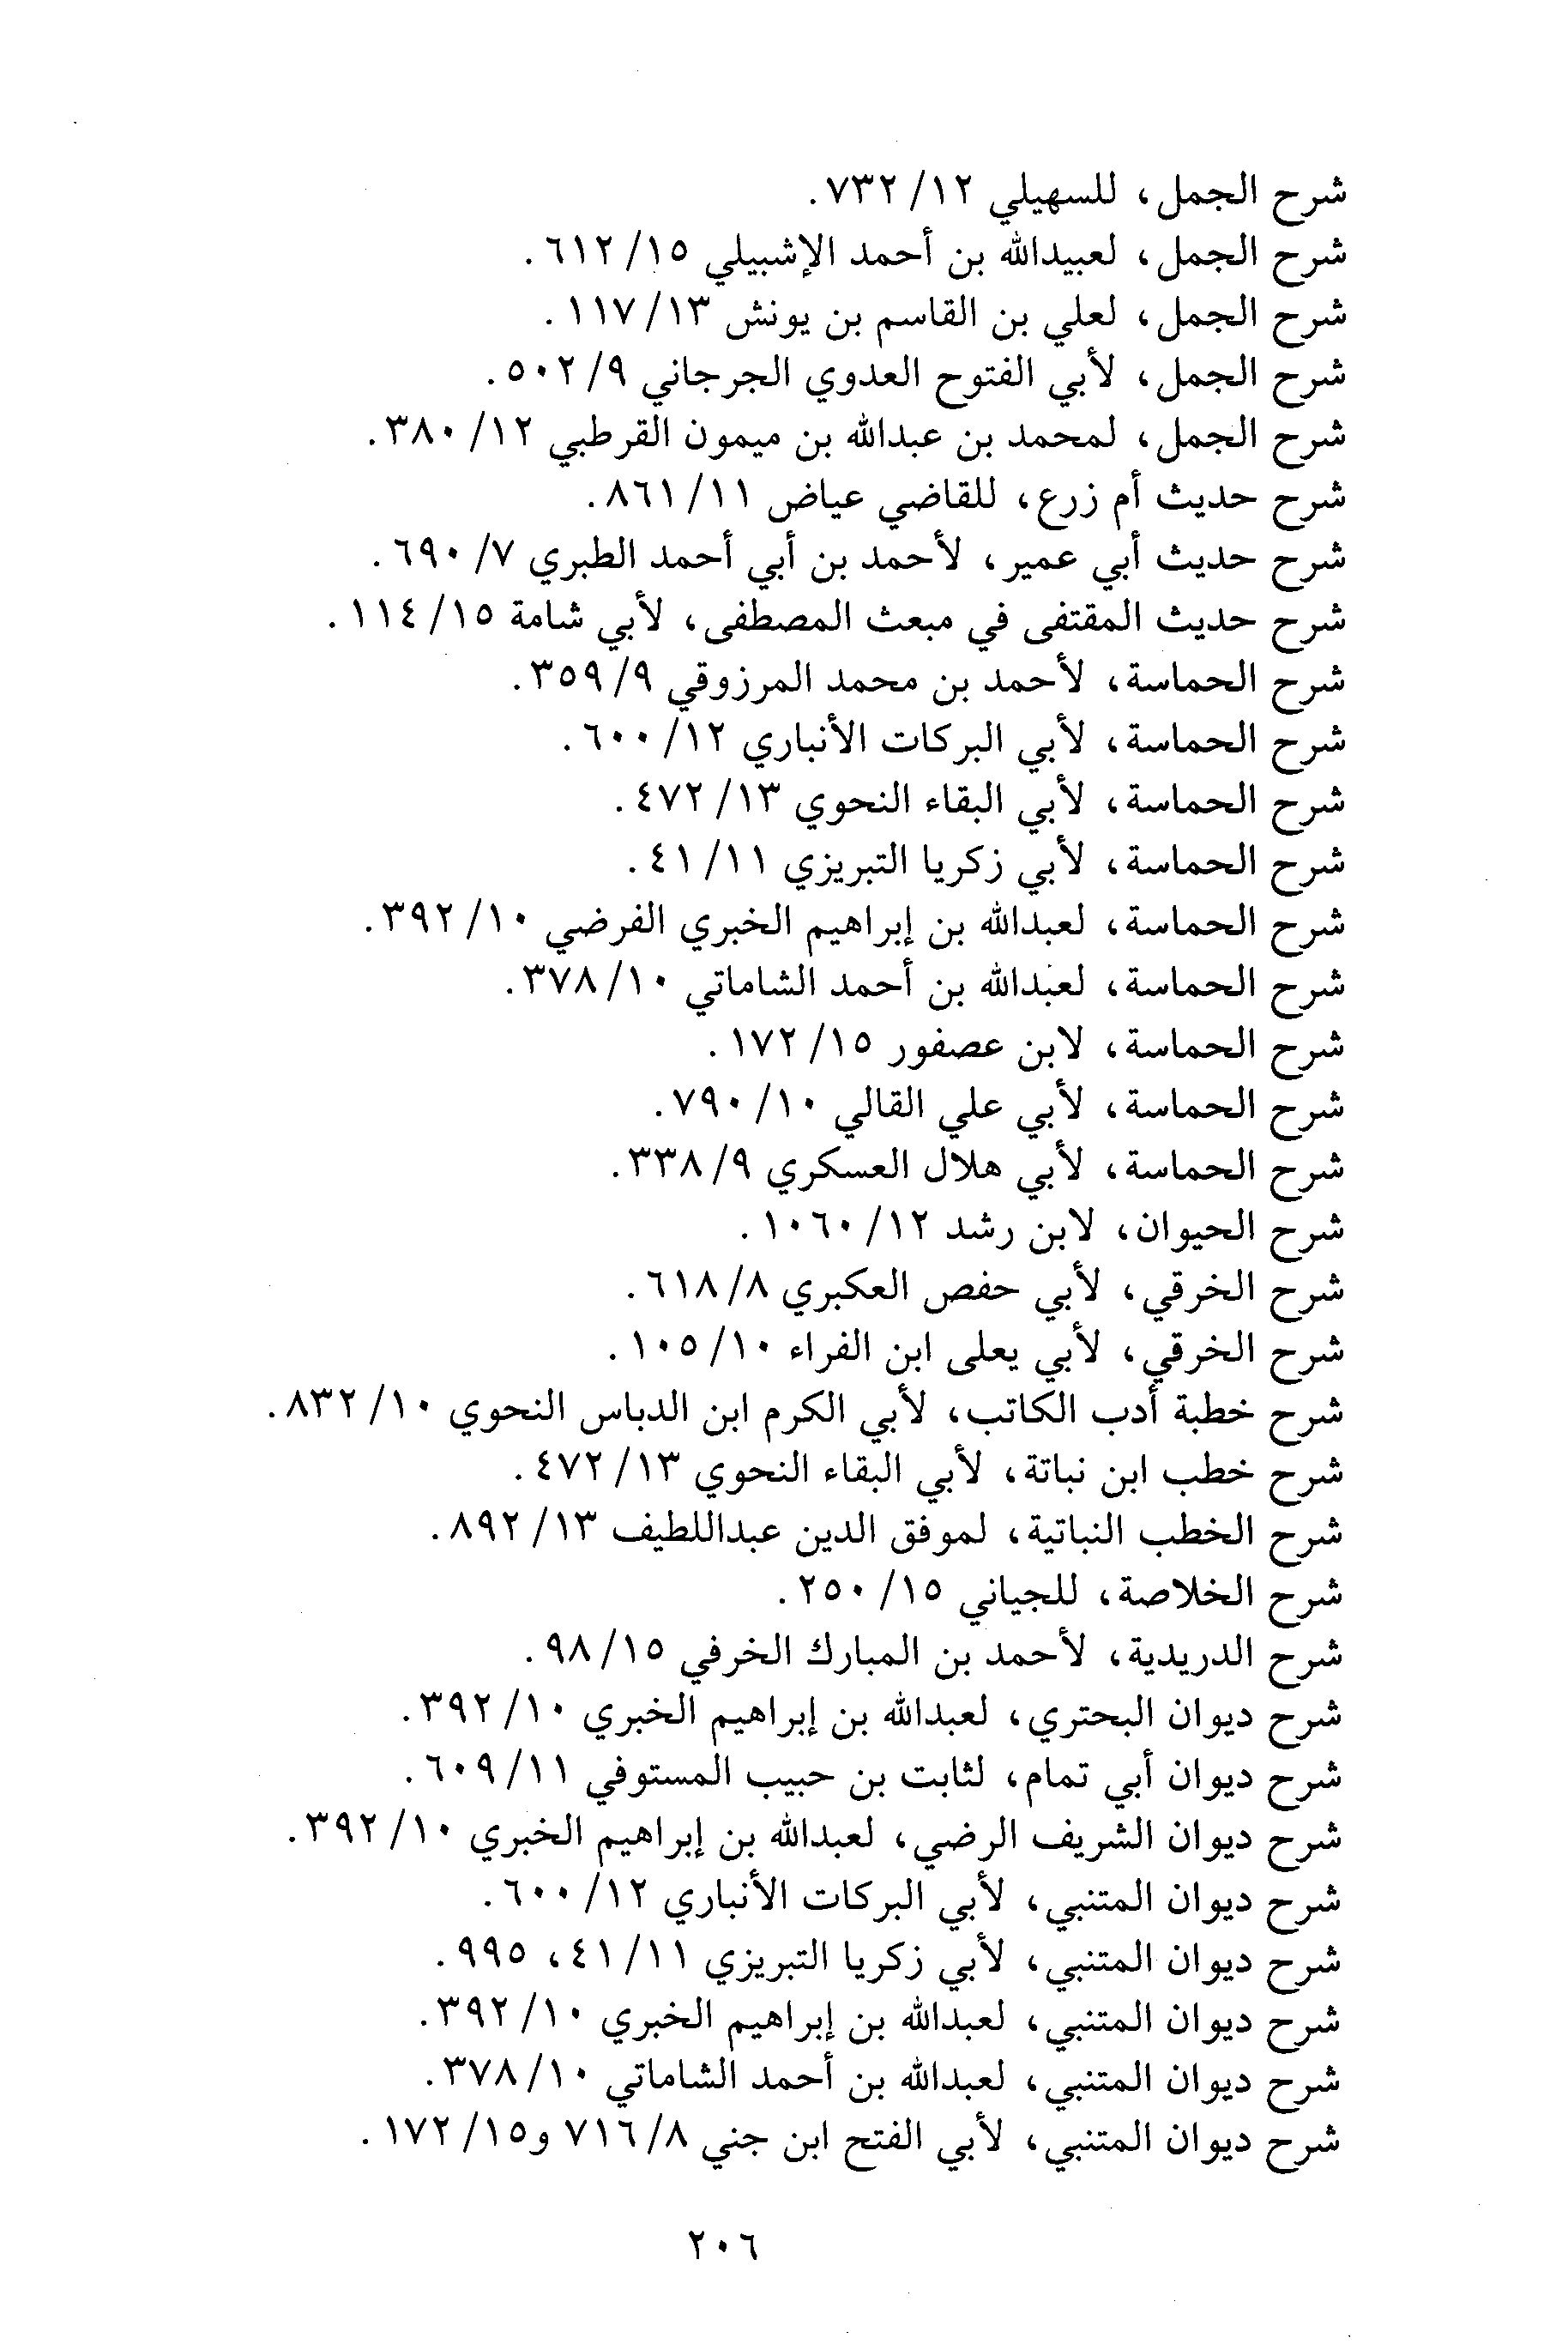 شرح الجمل، للسهيلي ١٢/ ٧٣٢.
شرح الجمل، لعبيدالله بن أحمد الإشبيلي ١٥/ ٦١٢.
شرح الجمل، لعلي بن القاسم بن يونش ١٣/ ١١٧.
شرح الجمل، لأبي الفتوح العدوي الجرجاني ٩/ ٥٠٢.
شرح الجمل، لمحمد بن عبدالله بن ميمون القرطبي ١٢/ ٣٨٠.
شرح حديث أم زرع، للقاضي عياض ١١/ ٨٦١.
شرح حديث أبي عمير، لأحمد بن أبي أحمد الطبري ٧/ ٦٩٠.
شرح حديث المقتفى في مبعث المصطفى، لأبي شامة ١٥/ ١١٤.
شرح الحماسة، لأحمد بن محمد المرزوقي ٩/ ٣٥٩.
شرح الحماسة، لأبي البركات الأنباري ١٢/ ٦٠٠.
شرح الحماسة، لأبي البقاء النحوي ١٣/ ٤٧٢.
شرح الحماسة، لأبي زكريا التبريزي ١١/ ٤١.
شرح الحماسة، لعبدالله بن إبراهيم الخبري الفرضي ١٠/ ٣٩٢.
شرح الحماسة، لعبدالله بن أحمد الشاماتي ١٠/ ٣٧٨.
شرح الحماسة، لابن عصفور ١٥/ ١٧٢.
شرح الحماسة، لأبي علي القالي ١٠/ ٧٩٠.
شرح الحماسة، لأبي هلال العسكري ٩/ ٣٣٨.
شرح الحيوان، لابن رشد ١٢/ ١٠٦٠.
شرح الخرقي، لأبي حفص العكبري ٨/ ٦١٨.
شرح الخرقي، لأبي يعلى ابن الفراء ١٠/ ١٠٥.
شرح خطبة أدب الكاتب، لأبي الكرم ابن الدباس النحوي ١٠/ ٨٣٢.
شرح خطب ابن نباتة، لأبي البقاء النحوي ١٣/ ٤٧٢.
شرح الخطب النباتية، لموفق الدين عبداللطيف ١٣/ ٨٩٢.
شرح الخلاصة، للجياني ١٥/ ٢٥٠.
شرح الدريدية، لأحمد بن المبارك الخرفي ١٥/ ٩٨.
شرح ديوان البحتري، لعبدالله بن إبراهيم الخبري ١٠/ ٣٩٢.
شرح ديوان أبي تمام، لثابت بن حبيب المستوفي ١١/ ٦٠٩.
شرح ديوان الشريف الرضي، لعبدالله بن إبراهيم الخبري ١٠/ ٣٩٢.
شرح ديوان المتنبي، لأبي البركات الأنباري ١٢/ ٦٠٠.
شرح ديوان المتنبي، لأبي زكريا التبريزي ١١/ ٤١، ٩٩٥.
شرح ديوان المتنبي، لعبدالله بن إبراهيم الخبري ١٠/ ٣٩٢.
شرح ديوان المتنبي، لعبدالله بن أحمد الشاماتي ١٠/ ٣٧٨.
شرح ديوان المتنبي، لأبي الفتح ابن جني ٨/ ٧١٦ و١٥/ ١٧٢.
٢٠٦